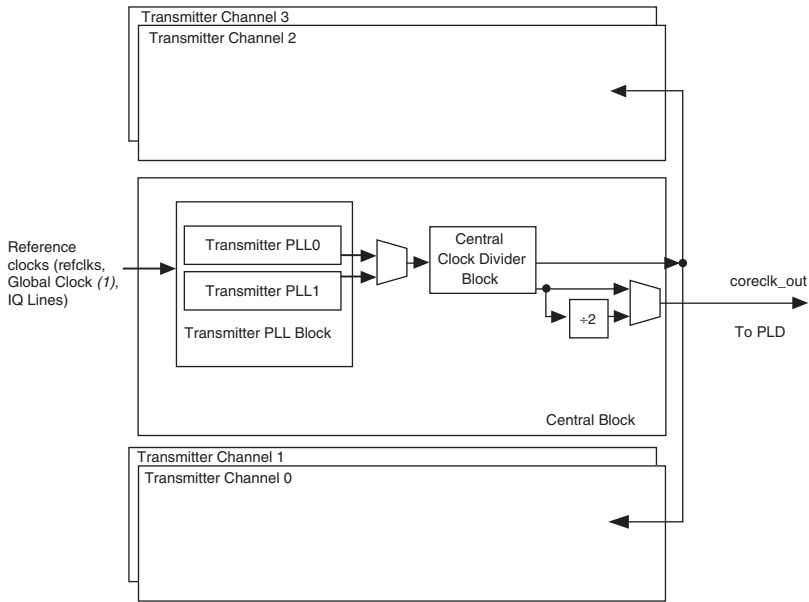 Transmitter Channel 3
Transmitter Channel 2
Reference
clocks (refclks,
Global Clock (1),
IQ Lines)
Transmitter PLL0
Transmitter PLL1
Transmitter PLL Block
Central
Clock Divider
Block
÷2
coreclk_out
To PLD
Central Block
Transmitter Channel 1
Transmitter Channel 0